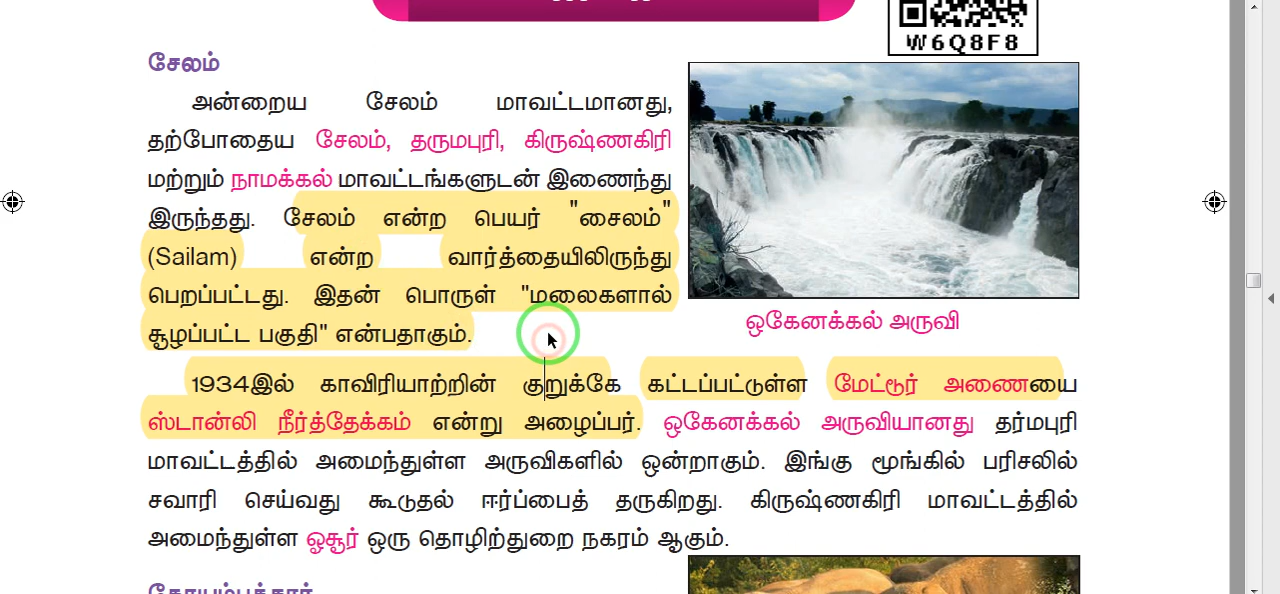 W6Q8F8
சேலம்
அன்றைய சேலம் மாவட்டமானது,
தற்போதைய சேலம், தருமபுரி, கிருஷ்ணகிரி
மற்றும் நாமக்கல் மாவட்டங்களுடன் இணைந்து
இருந்தது. சேலம் என்ற பெயர் "சைலம்"
(Sailam) என்ற வார்த்தையிலிருந்து
பெறப்பட்டது. இதன் பொருள் "மலைகளால்
சூழப்பட்ட பகுதி" என்பதாகும்.
ஒகேனக்கல் அருவி
1934இல் காவிரியாற்றின் குறுக்கே கட்டப்பட்டுள்ள மேட்டூர் அணையை
ஸ்டான்லி நீர்த்தேக்கம் என்று அழைப்பர். ஒகேனக்கல் அருவியானது தர்மபுரி
மாவட்டத்தில் அமைந்துள்ள அருவிகளில் ஒன்றாகும். இங்கு மூங்கில் பரிசலில்
சவாரி செய்வது கூடுதல் ஈர்ப்பைத் தருகிறது. கிருஷ்ணகிரி மாவட்டத்தில்
அமைந்துள்ள ஓசூர் ஒரு தொழிற்துறை நகரம் ஆகும்.